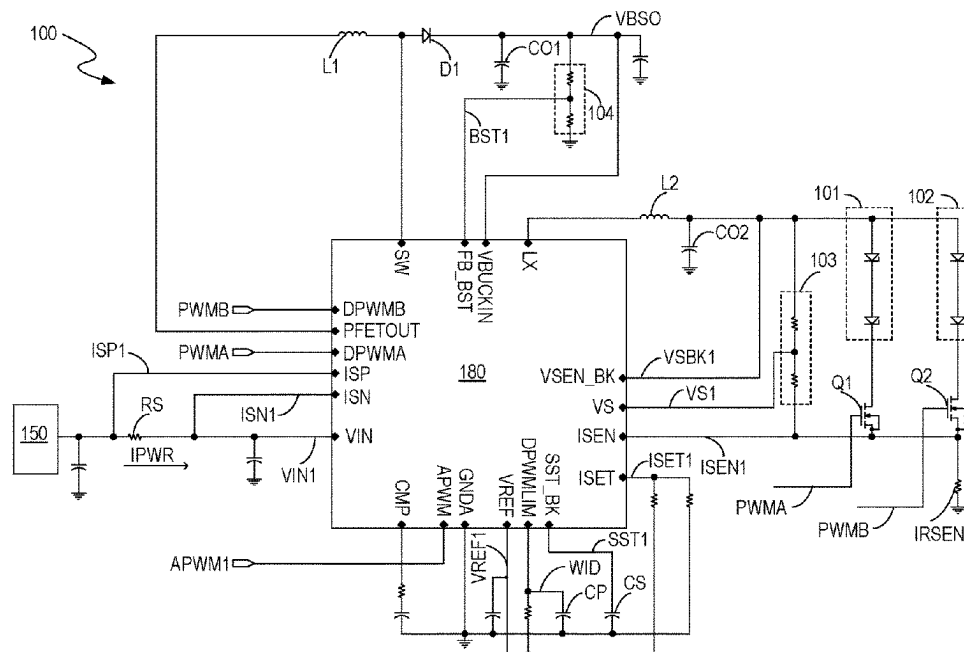 100
L1
D1
CO1
VBSO
104
BST1
L2
CO2
101
102
103
SW
FB_BST
VBUCKIN
LX
PWMB
DPWMB
PFETOUT
PWMA
DPWMA
ISP1
ISP
ISN
180
VSEN_BK
VSBK1
VS
VS1
Q1
Q2
150
RS
ISN1
VIN
VIN1
IPWR
ISEN
ISEN1
ISET
ISET1
CMP
APWM
GNDA
VREF
DPWMLIM
SST_BK
PWMA
PWMB
IRSEN
APWM1
VREF1
SST1
WID
CP
CS